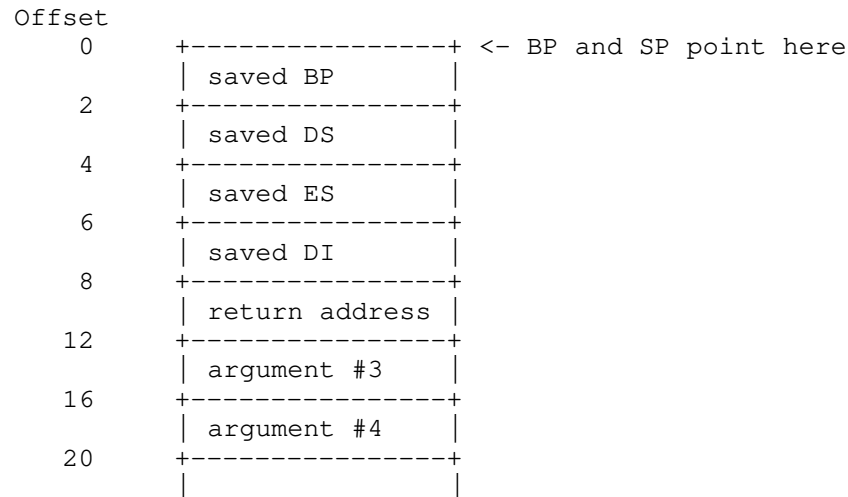 Offset
0 +----------------+ <- BP and SP point here
| saved BP |
2 +----------------+
| saved DS |
4 +----------------+
| saved ES |
6 +----------------+
| saved DI |
8 +----------------+
| return address |
12 +----------------+
| argument #3 |
16 +----------------+
| argument #4 |
20 +----------------+
| |